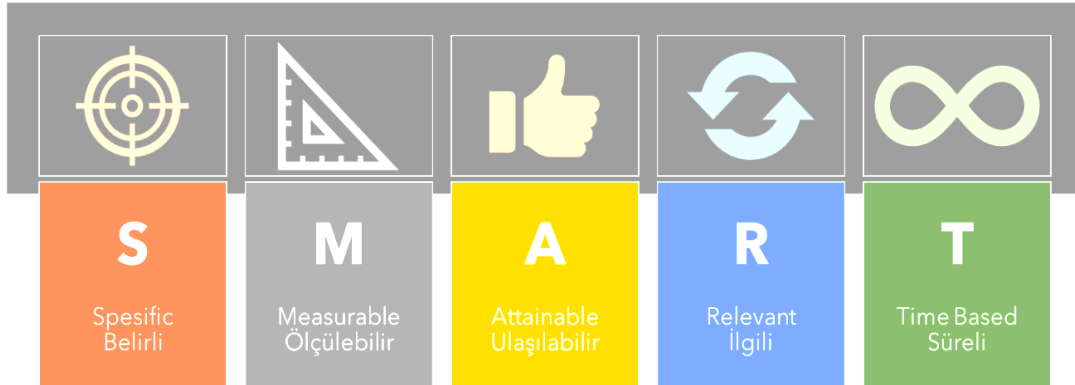 S
Spesific
Belirli
M
Measurable
Ölçülebilir
A
Attainable
Ulaşılabilir
R
Relevant
İlgili
T
Time Based
Süreli